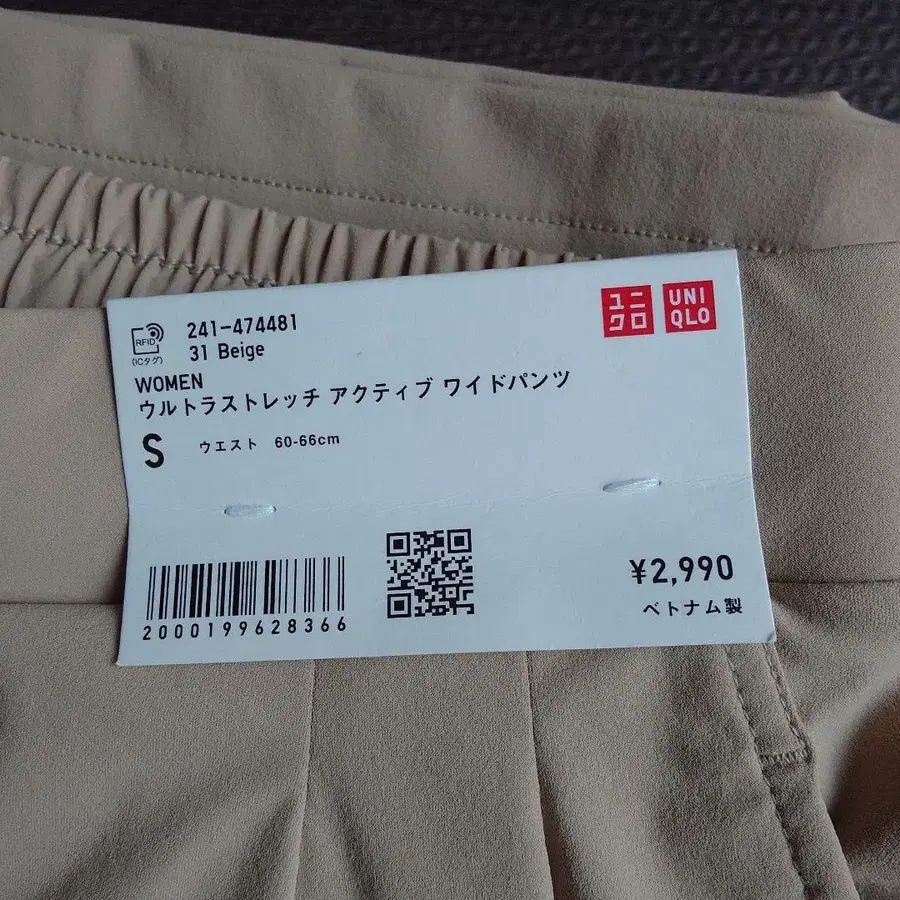 ユニクロ
UNIQLO
RFID
(ICタグ)
241-474481
31 Beige
WOMEN
ウルトラストレッチ アクティブ ワイドパンツ
S ウエスト 60-66cm
2000199628366
¥2,990
ベトナム製